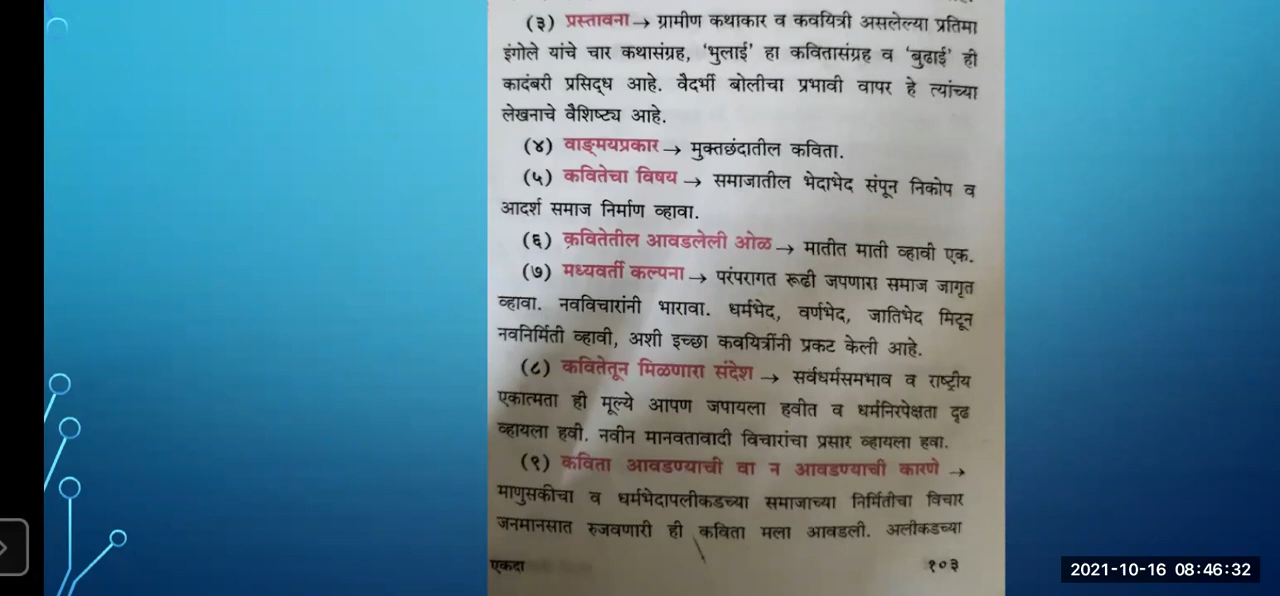 (३) प्रस्तावना → ग्रामीण कथाकार व कवयित्री असलेल्या प्रतिमा
इंगोले यांचे चार कथासंग्रह, 'भुलाई' हा कवितासंग्रह व 'बुढाई' ही
कादंबरी प्रसिद्ध आहे. वैदर्भी बोलीचा प्रभावी वापर हे त्यांच्या
लेखनाचे वैशिष्ट्य आहे.
(४) वाङ्मयप्रकार → मुक्तछंदातील कविता.
(५) कवितेचा विषय → समाजातील भेदाभेद संपून निकोप व
आदर्श समाज निर्माण व्हावा.
(६) कवितेतील आवडलेली ओळ → मातीत माती व्हावी एक.
(७) मध्यवर्ती कल्पना → परंपरागत रूढी जपणारा समाज जागृत
व्हावा. नवविचारांनी भारावा. धर्मभेद, वर्णभेद, जातिभेद मिटून
नवनिर्मिती व्हावी, अशी इच्छा कवयित्रींनी प्रकट केली आहे.
(८) कवितेतून मिळणारा संदेश → सर्वधर्मसमभाव व राष्ट्रीय
एकात्मता ही मूल्ये आपण जपायला हवीत व धर्मनिरपेक्षता दृढ
व्हायला हवी. नवीन मानवतावादी विचारांचा प्रसार व्हायला हवा.
(९) कविता आवडण्याची वा न आवडण्याची कारणे →
माणुसकीचा व धर्मभेदापलीकडच्या समाजाच्या निर्मितीचा विचार
जनमानसात रुजवणारी ही कविता मला आवडली. अलीकडच्या
एकदा १०३
2021-10-16 08:46:32